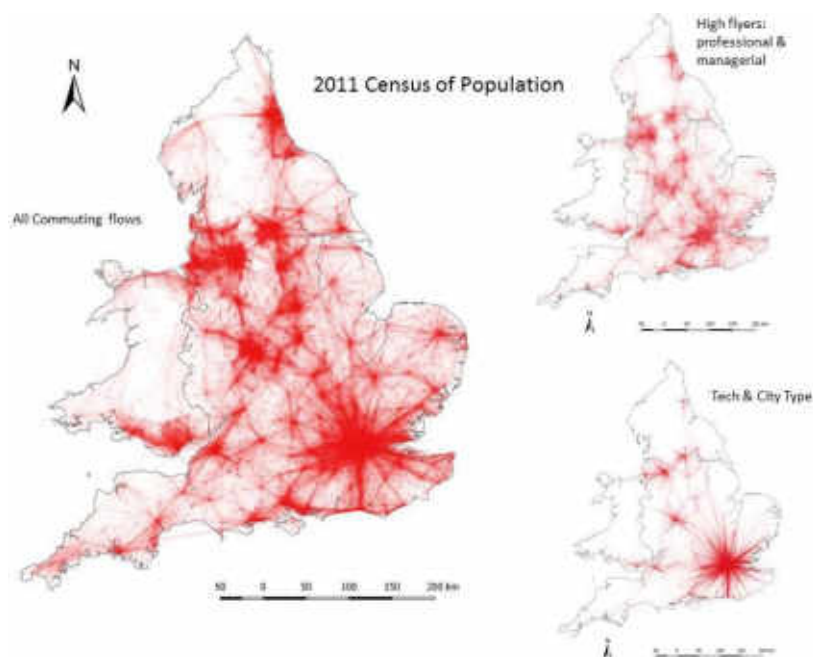 High flyers:
professional &
managerial
N
2011 Census of Population
All Commuting flows
Tech & City Type
50 0 50 100 150 200 km